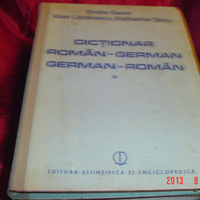 DICȚIONAR
ROMÂN-GERMAN
GERMAN-ROMÂN
EDITURA ȘTIINȚIFICĂ ȘI ENCICLOPEDICĂ
2013 8